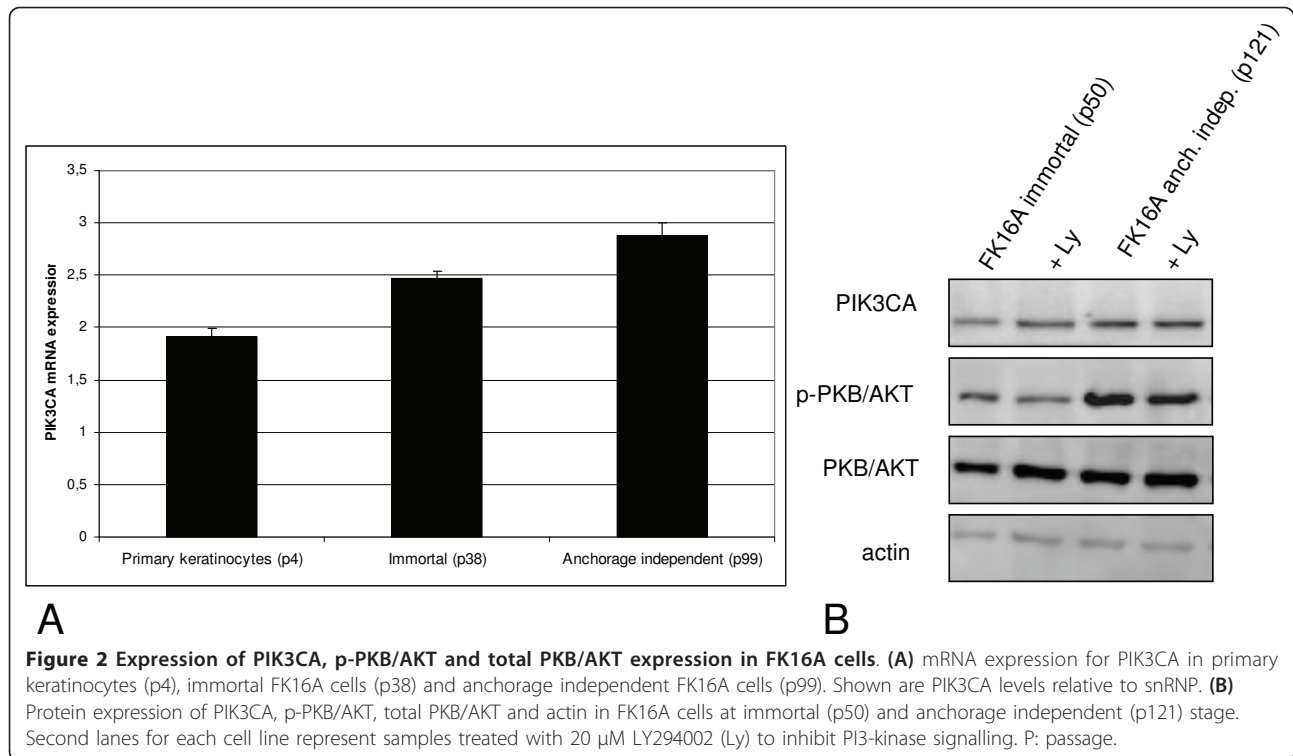 3,5
3
2,5
2
1,5
1
0,5
0
PIK3CA mRNA expression
Primary keratinocytes (p4) Immortal (p38) Anchorage independent (p99)
A
FK16A immortal (p50)
+ Ly
FK16A anch. indep. (p121)
+ Ly
PIK3CA
p-PKB/AKT
PKB/AKT
actin
B
Figure 2 Expression of PIK3CA, p-PKB/AKT and total PKB/AKT expression in FK16A cells. (A) mRNA expression for PIK3CA in primary
keratinocytes (p4), immortal FK16A cells (p38) and anchorage independent FK16A cells (p99). Shown are PIK3CA levels relative to snRNP. (B)
Protein expression of PIK3CA, p-PKB/AKT, total PKB/AKT and actin in FK16A cells at immortal (p50) and anchorage independent (p121) stage.
Second lanes for each cell line represent samples treated with 20 μM LY294002 (Ly) to inhibit PI3-kinase signalling. P: passage.